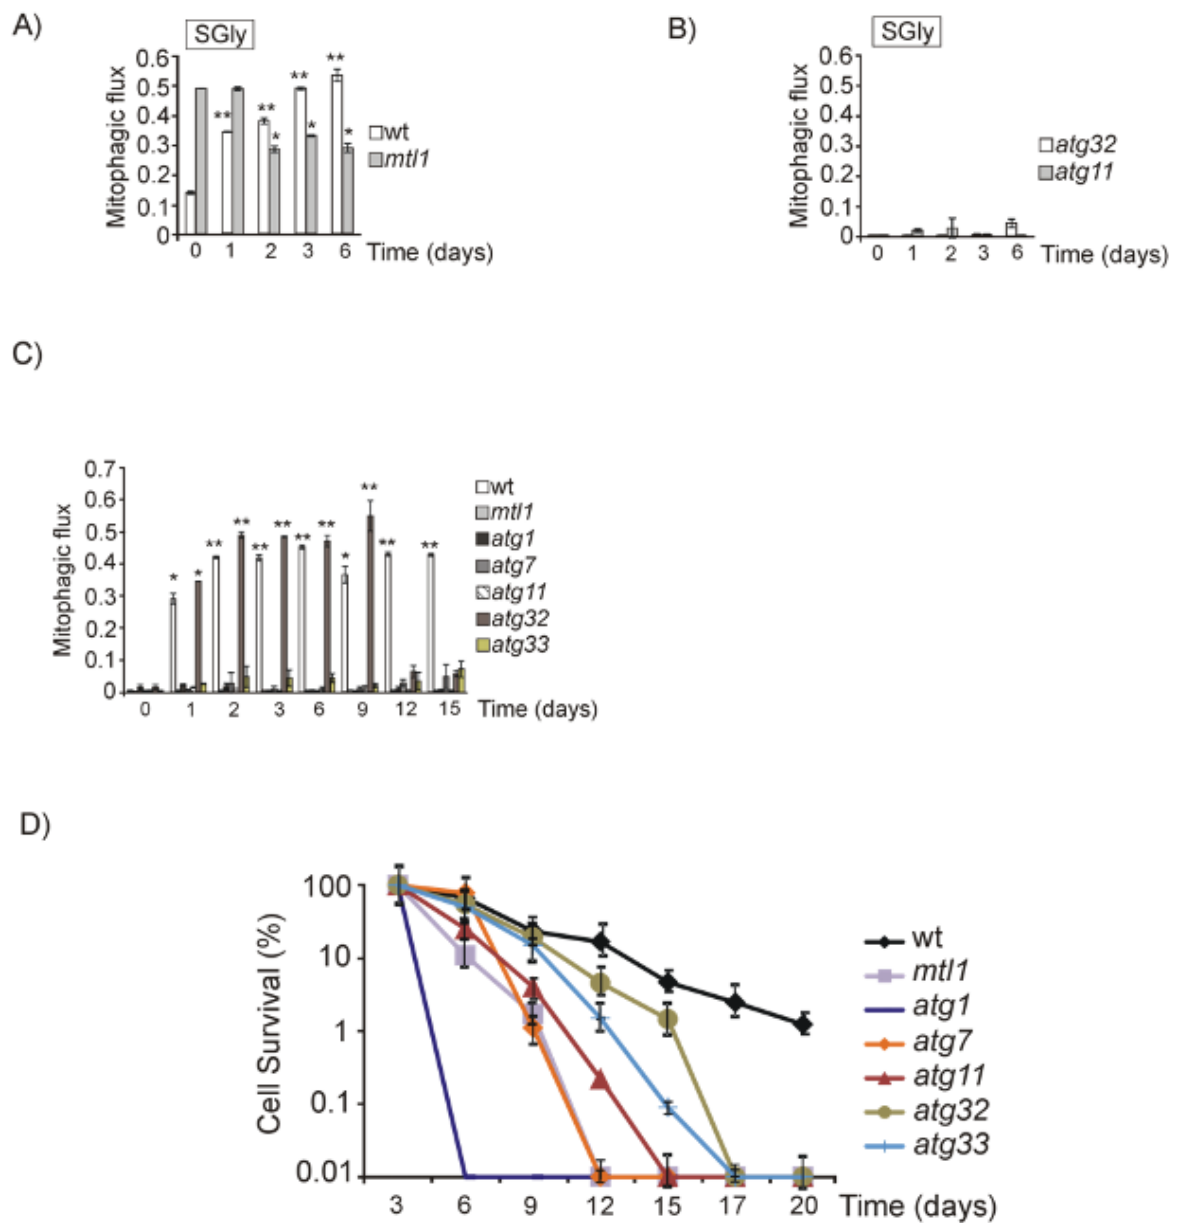 A)
SGly
Mitophagic flux
0.6
0.5
0.4
0.3
0.2
0.1
0
**
**
*
**
*
**
*
wt
mtl1
0 1 2 3 6 Time (days)
B)
SGly
Mitophagic flux
0.6
0.5
0.4
0.3
0.2
0.1
0
atg32
atg11
0 1 2 3 6 Time (days)
C)
Mitophagic flux
0.7
0.6
0.5
0.4
0.3
0.2
0.1
0
*
*
**
**
**
**
**
**
*
**
**
**
wt
mtl1
atg1
atg7
atg11
atg32
atg33
0 1 2 3 6 9 12 15 Time (days)
D)
Cell Survival (%)
100
10
1
0.1
0.01
wt
mtl1
atg1
atg7
atg11
atg32
atg33
3 6 9 12 15 17 20 Time (days)